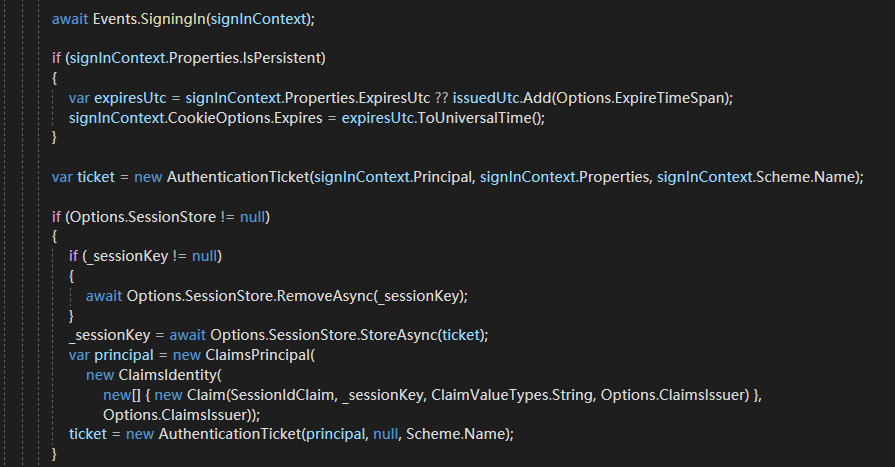 await Events.SigningIn(signInContext);
if (signInContext.Properties.IsPersistent)
{
var expiresUtc = signInContext.Properties.ExpiresUtc ?? issuedUtc.Add(Options.ExpireTimeSpan);
signInContext.CookieOptions.Expires = expiresUtc.ToUniversalTime();
}
var ticket = new AuthenticationTicket(signInContext.Principal, signInContext.Properties, signInContext.Scheme.Name);
if (Options.SessionStore != null)
{
if (_sessionKey != null)
{
await Options.SessionStore.RemoveAsync(_sessionKey);
}
_sessionKey = await Options.SessionStore.StoreAsync(ticket);
var principal = new ClaimsPrincipal(
new ClaimsIdentity(
new[] { new Claim(SessionIdClaim, _sessionKey, ClaimValueTypes.String, Options.ClaimsIssuer) },
Options.ClaimsIssuer));
ticket = new AuthenticationTicket(principal, null, Scheme.Name);
}